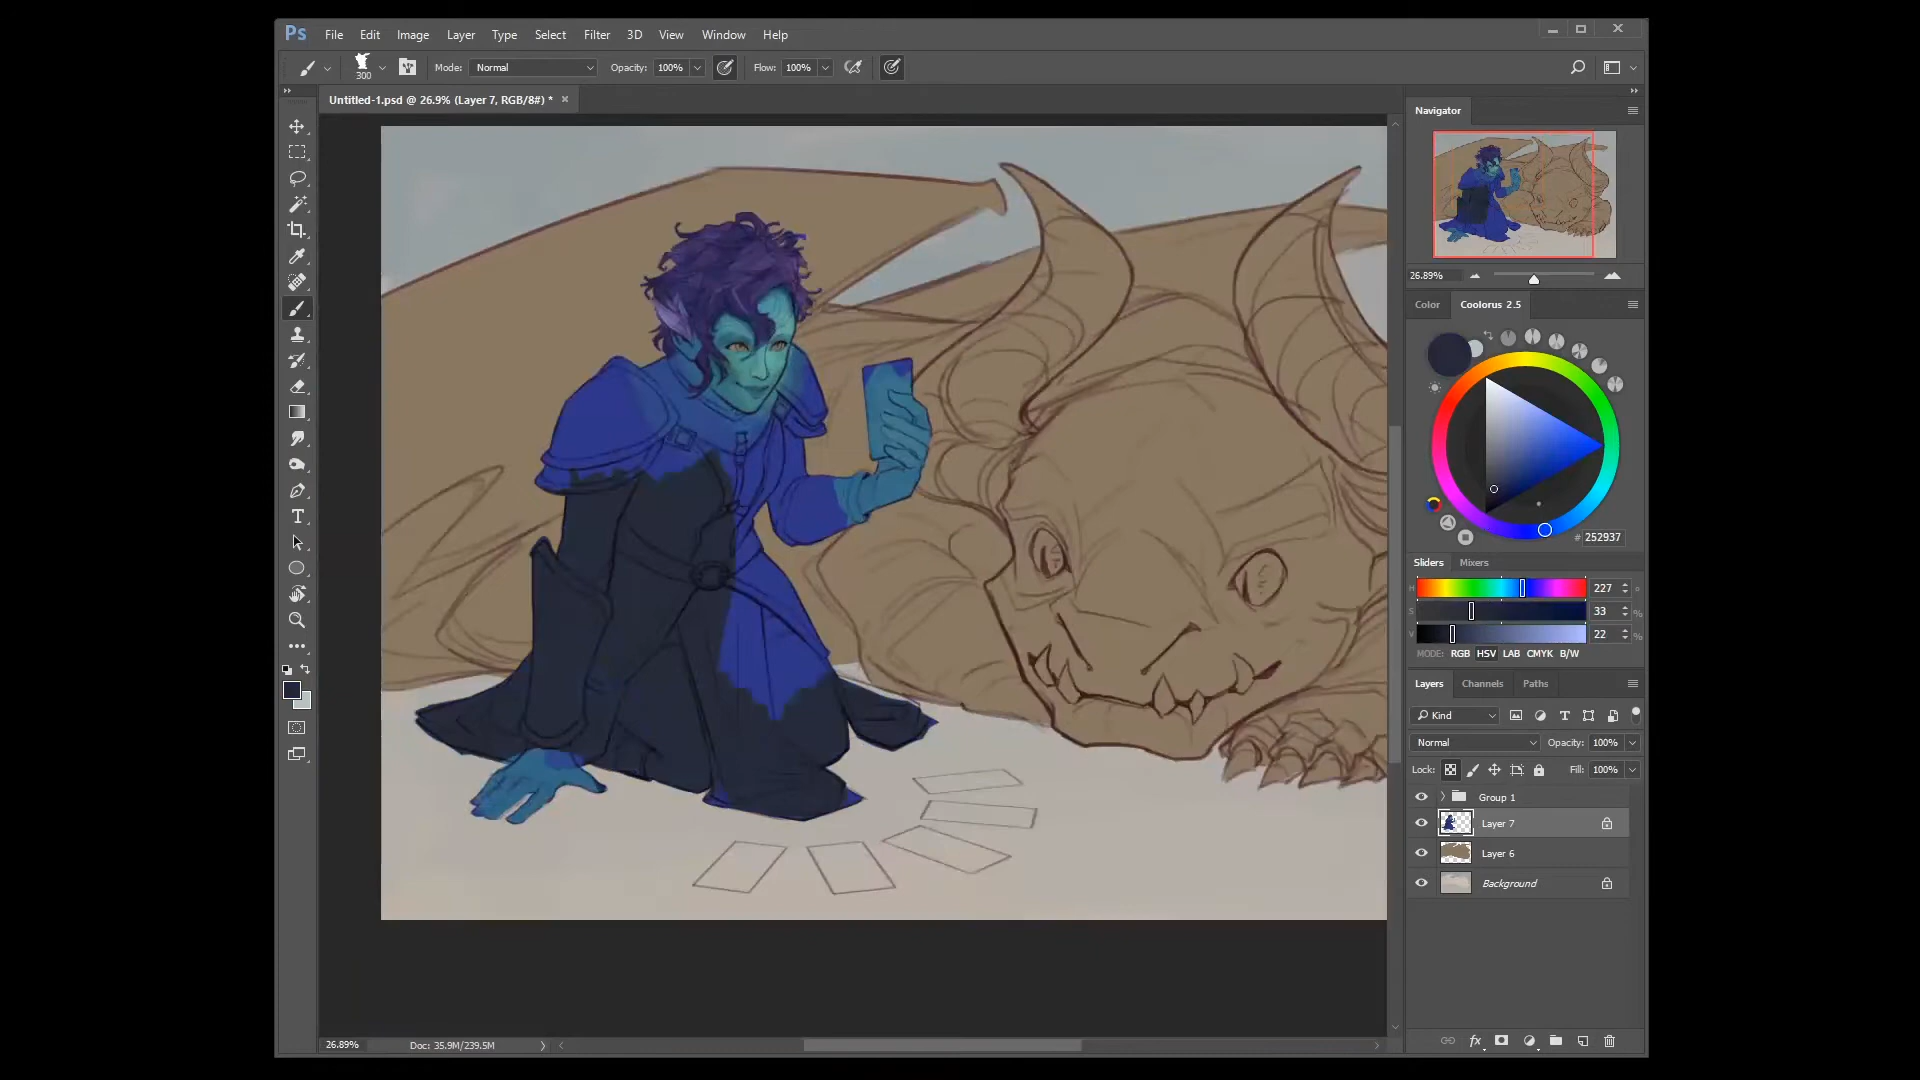 Ps File Edit Image Layer Type Select Filter 3D View Window Help
300 Mode: Normal Opacity: 100% Flow: 100%
Untitled-1.psd @ 26.9% (Layer 7, RGB/8#) *
Navigator
26.89%
Color Coolorus 2.5
# 252937
Sliders Mixers
H 227 °
S 33 %
V 22 %
MODE: RGB HSV LAB CMYK B/W
Layers Channels Paths
Kind
Normal Opacity: 100%
Lock: Fill: 100%
Group 1
Layer 7
Layer 6
Background
fx
26.89% Doc: 35.9M/239.5M